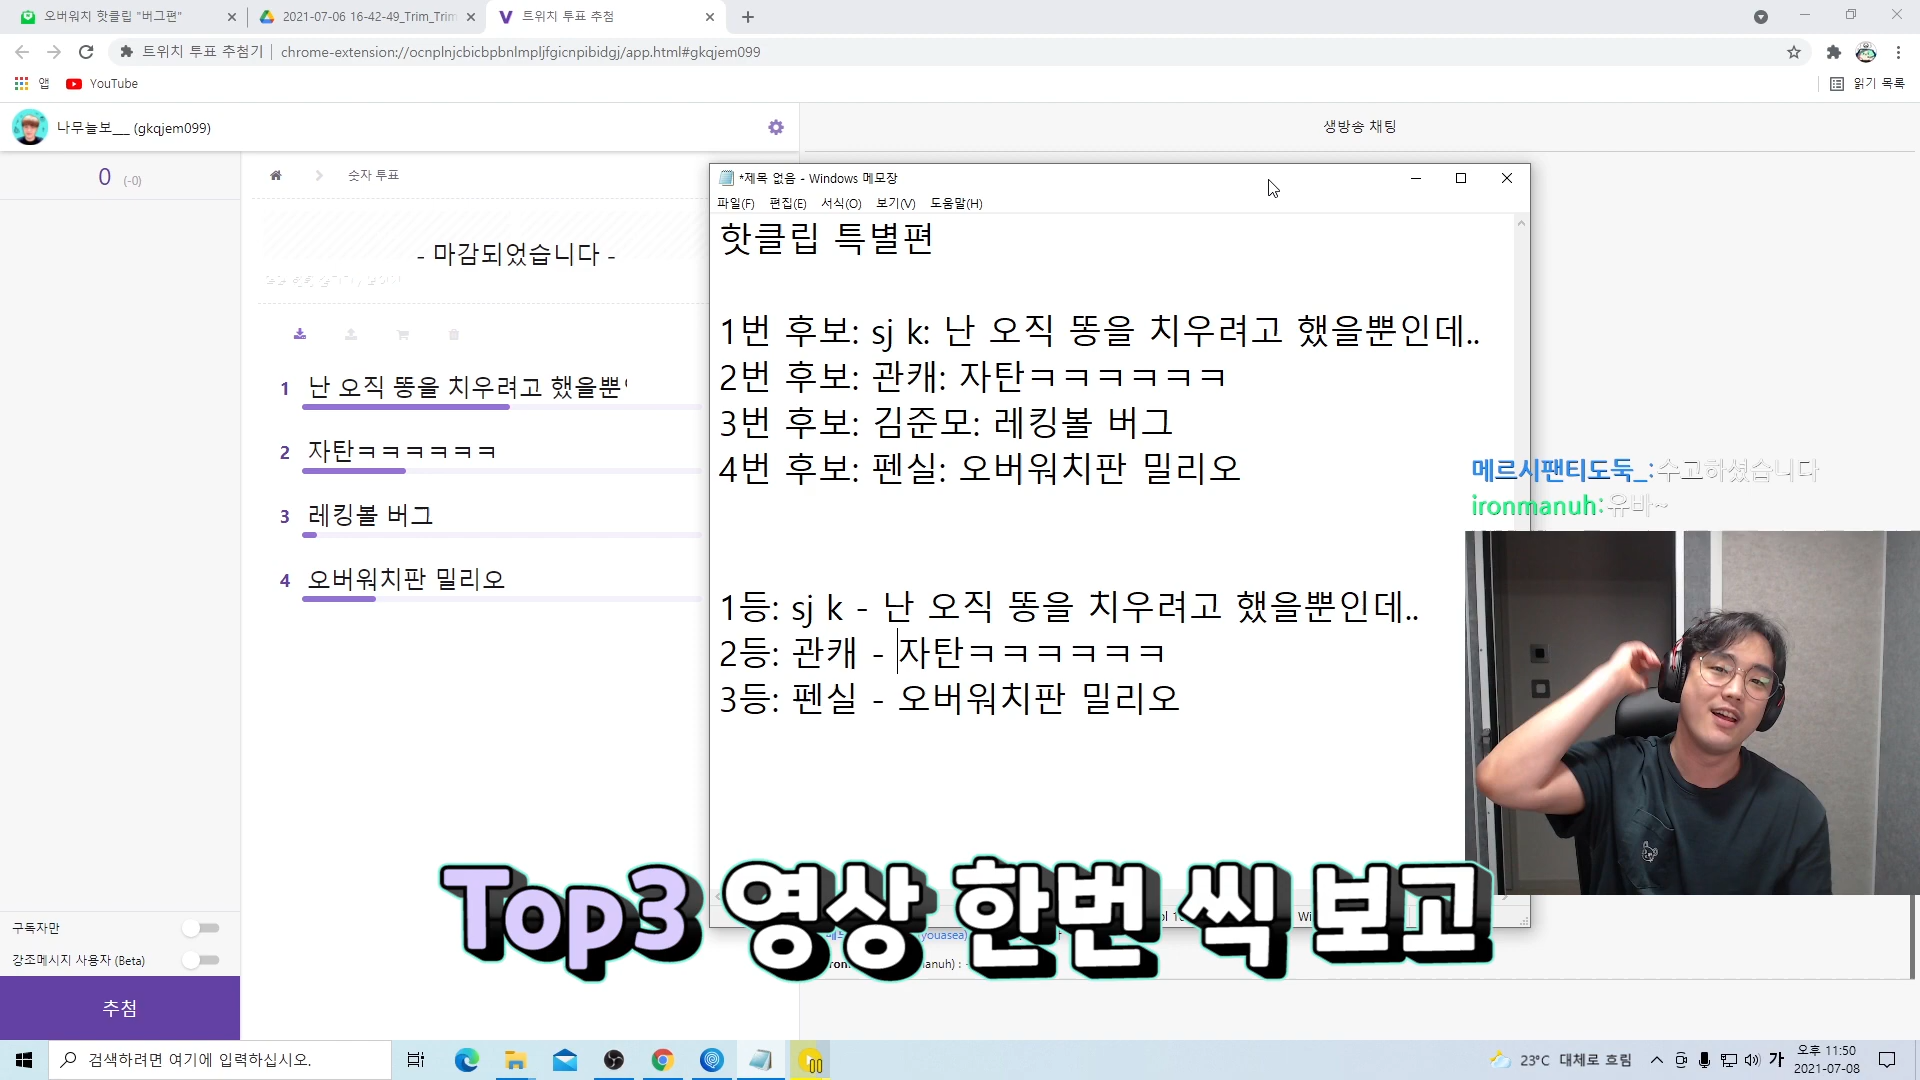 오버워치 핫클립 "버그편"
2021-07-06 16-42-49_Trim_Trim
트위치 투표 추첨
트위치 투표 추첨기
chrome-extension://ocnplnjcbicbpbnlmpljfgicnpibidgj/app.html#gkqjem099
앱
YouTube
읽기 목록
나무늘보___ (gkqjem099)
생방송 채팅
0 (-0)
숫자 투표
- 마감되었습니다 -
1 난 오직 똥을 치우려고 했을뿐
2 자탄ㅋㅋㅋㅋㅋㅋ
3 레킹볼 버그
4 오버워치판 밀리오
*제목 없음 - Windows 메모장
파일(F) 편집(E) 서식(O) 보기(V) 도움말(H)
핫클립 특별편
1번 후보: sj k: 난 오직 똥을 치우려고 했을뿐인데..
2번 후보: 관캐: 자탄ㅋㅋㅋㅋㅋㅋ
3번 후보: 김준모: 레킹볼 버그
4번 후보: 펜실: 오버워치판 밀리오
1등: sj k - 난 오직 똥을 치우려고 했을뿐인데..
2등: 관캐 - 자탄ㅋㅋㅋㅋㅋㅋ
3등: 펜실 - 오버워치판 밀리오
메르시팬티도둑_:수고하셨습니다
ironmanuh:유바~
Top3 영상 한번 씩 보고
youasea)
anuh) :
구독자만
강조메시지 사용자 (Beta)
추첨
검색하려면 여기에 입력하십시오.
23°C 대체로 흐림
가
오후 11:50
2021-07-08